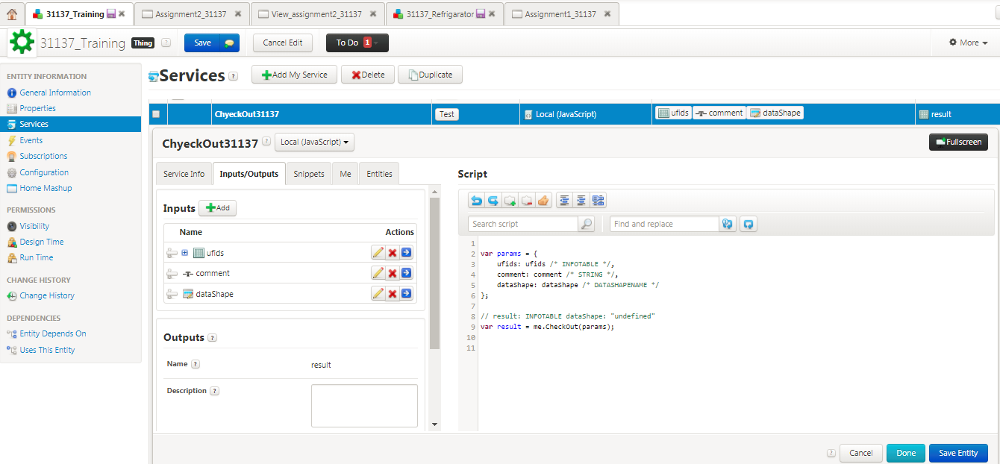 31137_Training
Assignment2_31137
View_assignment2_31137
31137_Refrigarator
Assignment1_31137
31137_Training Thing ? Save Cancel Edit To Do 1 More
ENTITY INFORMATION
General Information
Properties
Services
Events
Subscriptions
Configuration
Home Mashup
PERMISSIONS
Visibility
Design Time
Run Time
CHANGE HISTORY
Change History
DEPENDENCIES
Entity Depends On
Uses This Entity
Services ? Add My Service Delete Duplicate
ChyeckOut31137 Test Local (JavaScript) ufids comment dataShape result
ChyeckOut31137 ? Local (JavaScript) Fullscreen
Service Info Inputs/Outputs Snippets Me Entities
Inputs Add
Name Actions
ufids
comment
dataShape
Outputs ?
Name ? result
Description ?
Script
Search script Find and replace
1
2 var params = {
3 ufids: ufids /* INFOTABLE */,
4 comment: comment /* STRING */,
5 dataShape: dataShape /* DATASHAPENAME */
6 };
7
8 // result: INFOTABLE dataShape: "undefined"
9 var result = me.CheckOut(params);
10
11
? Cancel Done Save Entity